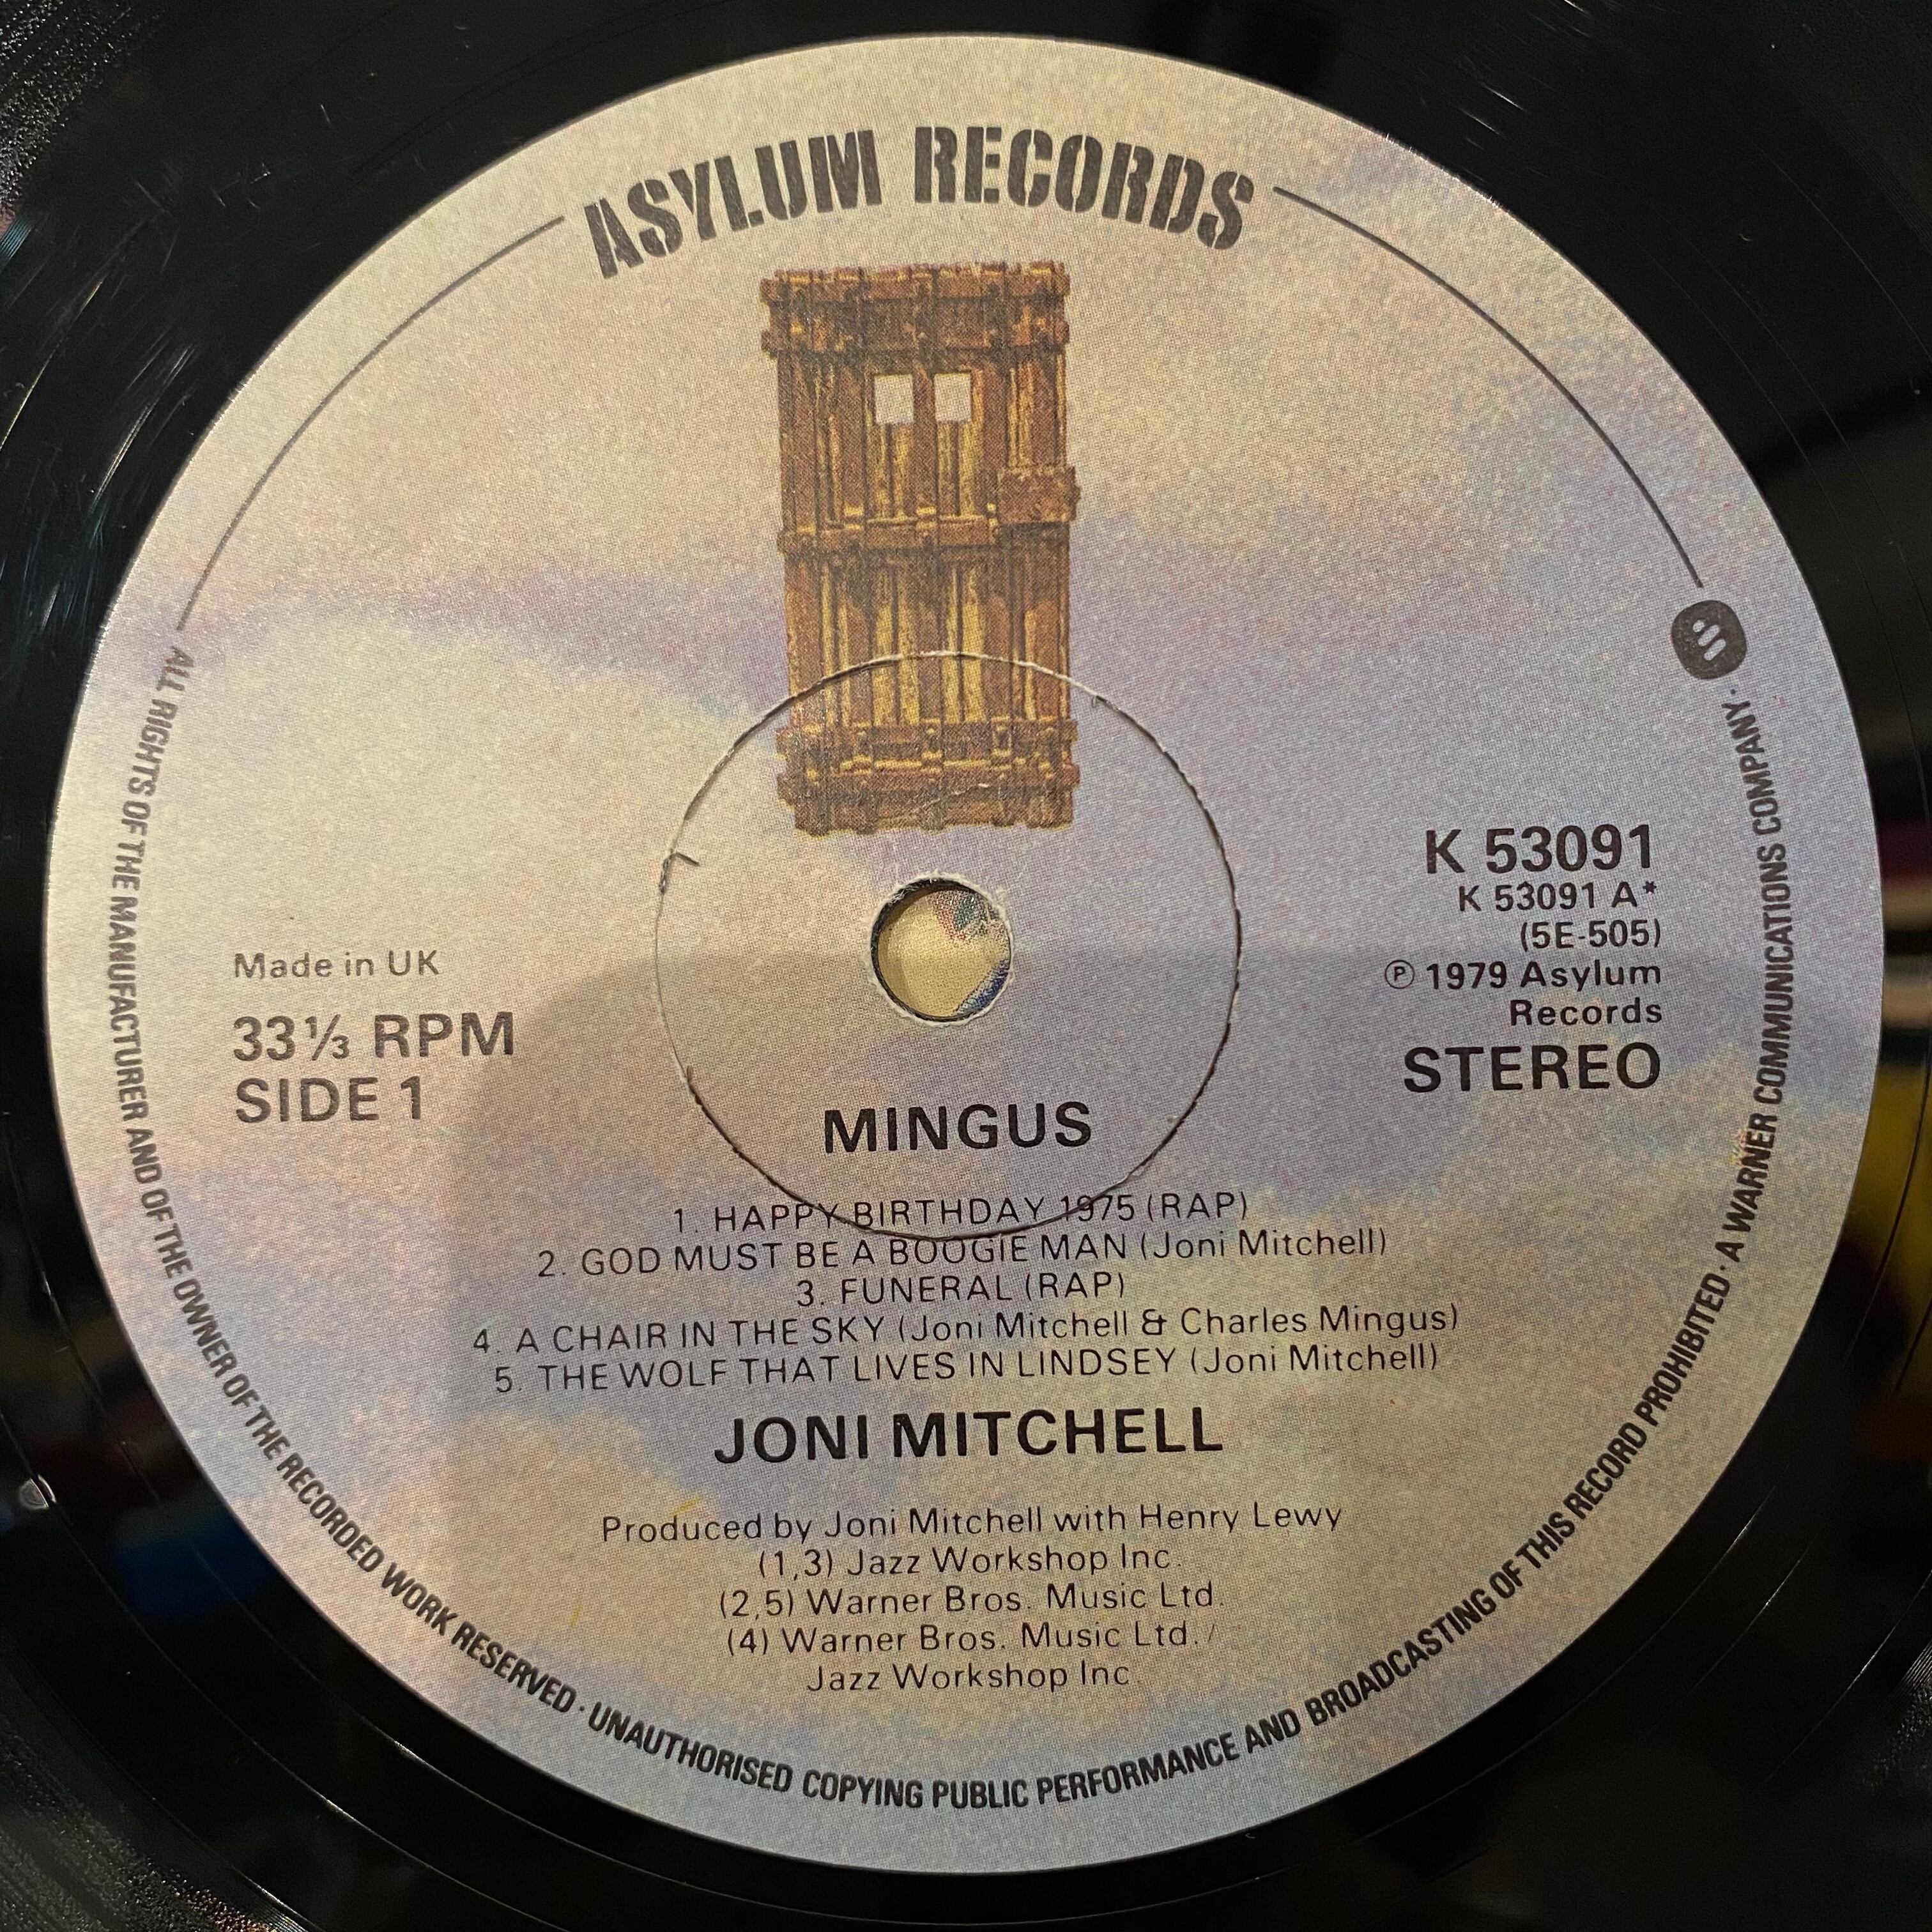 ASYLUM RECORDS
K 53091
K 53091 A*
(5E-505)
Ⓟ 1979 Asylum
Records
STEREO
Made in UK
33⅓ RPM
SIDE 1
MINGUS
1. HAPPY BIRTHDAY 1975 (RAP)
2. GOD MUST BE A BOOGIE MAN (Joni Mitchell)
3. FUNERAL (RAP)
4. A CHAIR IN THE SKY (Joni Mitchell & Charles Mingus)
5. THE WOLF THAT LIVES IN LINDSEY (Joni Mitchell)
JONI MITCHELL
Produced by Joni Mitchell with Henry Lewy
(1,3) Jazz Workshop Inc.
(2,5) Warner Bros. Music Ltd.
(4) Warner Bros. Music Ltd./
Jazz Workshop Inc.
ALL RIGHTS OF THE MANUFACTURER AND OF THE OWNER OF THE RECORDED WORK RESERVED · UNAUTHORISED COPYING PUBLIC PERFORMANCE AND BROADCASTING OF THIS RECORD PROHIBITED · A WARNER COMMUNICATIONS COMPANY ·